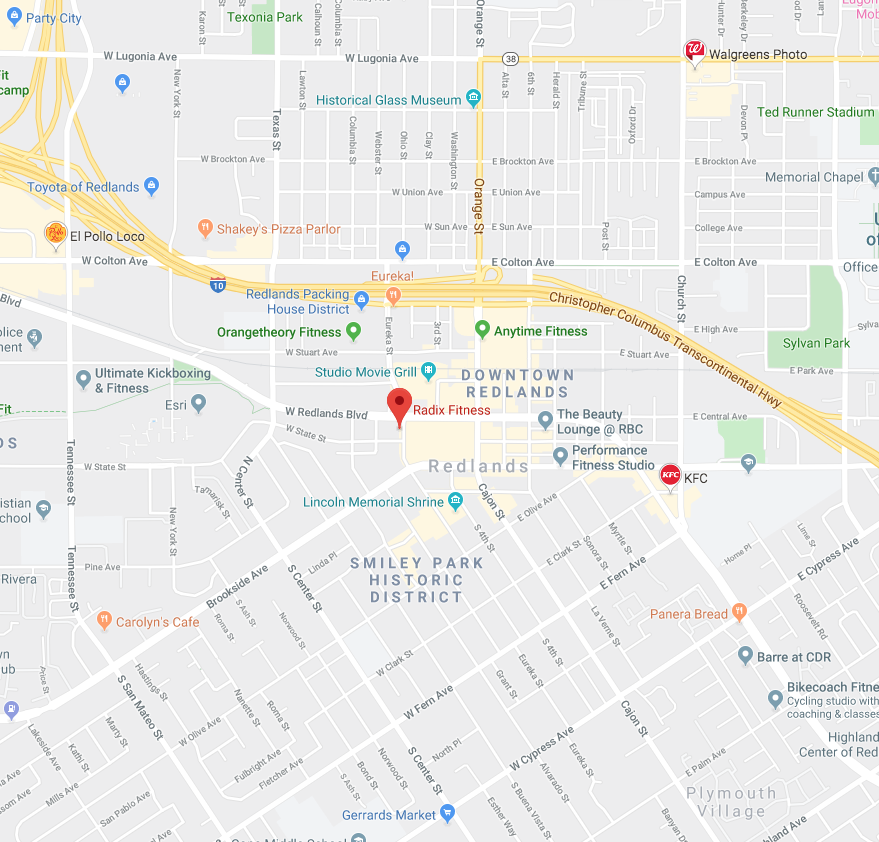 Party City
Texonia Park
Karon St
Calhoun St
Columbia St
Orange St
Hunter Dr
Berkeley Dr
W Lugonia Ave
W Lugonia Ave
38
Walgreens Photo
Fit
camp
New York St
Lawton St
Alta St
6th St
Herald St
Tribune St
Historical Glass Museum
Oxford Dr
Devon Pl
Ted Runner Stadium
Texas St
Columbia St
Webster St
Ohio St
Clay St
Washington St
W Brockton Ave
E Brockton Ave
E Brockton Ave
Memorial Chapel
Toyota of Redlands
W Union Ave
E Union Ave
Campus Ave
Orange St
Shakey's Pizza Parlor
W Sun Ave
E Sun Ave
Post St
College Ave
El Pollo Loco
W Colton Ave
E Colton Ave
E Colton Ave
Office
Eureka!
10
Church St
Redlands Packing
House District
Christopher Columbus Transcontinental Hwy
Blvd
Orangetheory Fitness
Eureka St
3rd St
Anytime Fitness
E High Ave
Sylvan Park
W Stuart Ave
E Stuart Ave
E Park Ave
Ultimate Kickboxing
& Fitness
Studio Movie Grill
DOWNTOWN
REDLANDS
Esri
Fit
W Redlands Blvd
Radix Fitness
The Beauty
Lounge @ RBC
E Central Ave
W State St
Tennessee St
W State St
N Center St
Redlands
Performance
Fitness Studio
KFC
Tamarisk St
New York St
Lincoln Memorial Shrine
Cajon St
E Olive Ave
S 4th St
Myrtle St
Sonora St
Lime St
Home Pl
E Cypress Ave
Tennessee St
Pine Ave
Rivera
Linda Pl
SMILEY PARK
HISTORIC
DISTRICT
E Clark St
E Fern Ave
Brookside Ave
S Center St
Roosevelt Rd
Carolyn's Cafe
S Ash St
Roma St
Norwood St
La Verne St
Panera Bread
W Clark St
S 4th St
Eureka St
Grant St
Barre at CDR
Price St
Hastings St
S San Mateo St
Nanette St
Roma St
W Fern Ave
Cajon St
Bikecoach Fitne
Cycling studio with
coaching & classes
Lakeside Ave
Kathi St
Marty St
W Olive Ave
Fulbright Ave
Fletcher Ave
North Pl
W Cypress Ave
Eureka St
Highland
Center of Red
E Palm Ave
Mills Ave
San Pablo Ave
S Ash St
Bond St
Norwood St
S Center St
Alvarado St
S Buena Vista St
Esther Way
Plymouth
Village
Gerrards Market
Banyan Dr